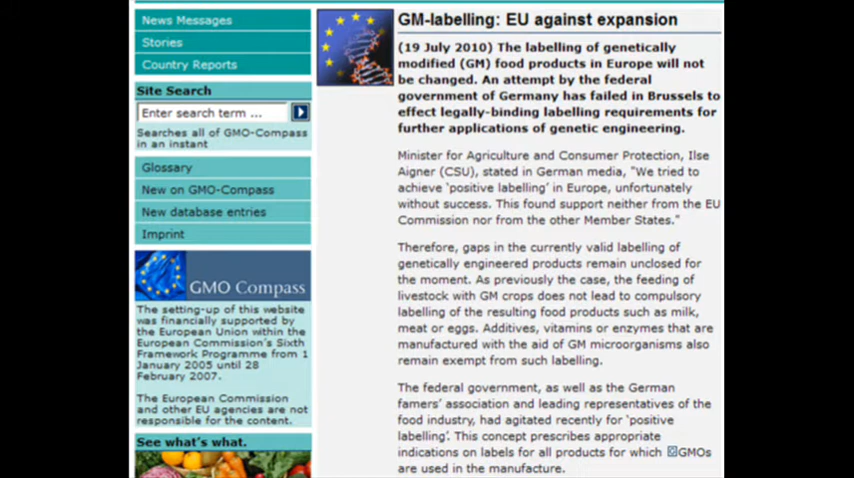 News Messages
Stories
Country Reports
Site Search
Enter search term ...
Searches all of GMO-Compass
in an instant
Glossary
New on GMO-Compass
New database entries
Imprint
GMO Compass
The setting-up of this website
was financially supported by
the European Union within the
European Commission's Sixth
Framework Programme from 1
January 2005 until 28
February 2007.
The European Commission
and other EU agencies are not
responsible for the content.
See what's what.
GM-labelling: EU against expansion
(19 July 2010) The labelling of genetically
modified (GM) food products in Europe will not
be changed. An attempt by the federal
government of Germany has failed in Brussels to
effect legally-binding labelling requirements for
further applications of genetic engineering.
Minister for Agriculture and Consumer Protection, Ilse
Aigner (CSU), stated in German media, "We tried to
achieve 'positive labelling' in Europe, unfortunately
without success. This found support neither from the EU
Commission nor from the other Member States."
Therefore, gaps in the currently valid labelling of
genetically engineered products remain unclosed for
the moment. As previously the case, the feeding of
livestock with GM crops does not lead to compulsory
labelling of the resulting food products such as milk,
meat or eggs. Additives, vitamins or enzymes that are
manufactured with the aid of GM microorganisms also
remain exempt from such labelling.
The federal government, as well as the German
famers' association and leading representatives of the
food industry, had agitated recently for 'positive
labelling'. This concept prescribes appropriate
indications on labels for all products for which GMOs
are used in the manufacture.